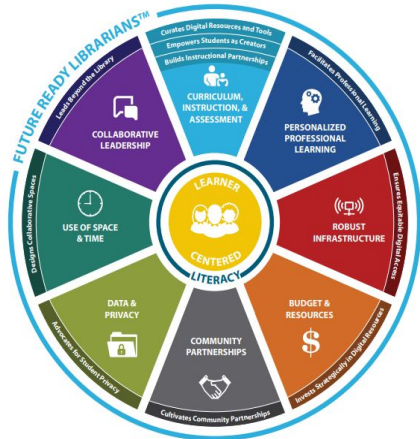 FUTURE READY LIBRARIANS™
Curates Digital Resources and Tools
Empowers Students as Creators
Builds Instructional Partnerships
CURRICULUM,
INSTRUCTION, &
ASSESSMENT
Facilitates Professional Learning
PERSONALIZED
PROFESSIONAL
LEARNING
Ensures Equitable Digital Access
ROBUST
INFRASTRUCTURE
Invests Strategically in Digital Resources
BUDGET &
RESOURCES
$
Cultivates Community Partnerships
COMMUNITY
PARTNERSHIPS
Advocates for Student Privacy
DATA &
PRIVACY
Designs Collaborative Spaces
USE OF SPACE
& TIME
Leads Beyond the Library
COLLABORATIVE
LEADERSHIP
LEARNER
CENTERED
LITERACY